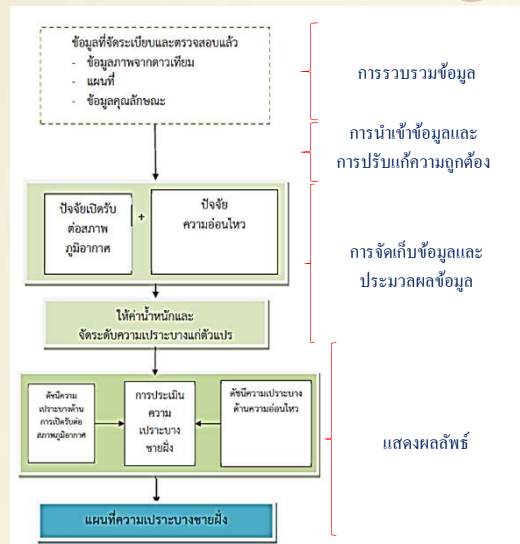 ข้อมูลที่จัดระเบียบและตรวจสอบแล้ว
- ข้อมูลภาพจากดาวเทียม
- แผนที่
- ข้อมูลคุณลักษณะ
การรวบรวมข้อมูล
การนำเข้าข้อมูลและ
การปรับแก้ความถูกต้อง
ปัจจัยเปิดรับ
ต่อสภาพ
ภูมิอากาศ
+
ปัจจัย
ความอ่อนไหว
การจัดเก็บข้อมูลและ
ประมวลผลข้อมูล
ให้ค่าน้ำหนักและ
จัดระดับความเปราะบางแก่ตัวแปร
ดัชนีความ
เปราะบางด้าน
การเปิดรับต่อ
สภาพภูมิอากาศ
การประเมิน
ความ
เปราะบาง
ชายฝั่ง
ดัชนีความเปราะบาง
ด้านความอ่อนไหว
แสดงผลลัพธ์
แผนที่ความเปราะบางชายฝั่ง